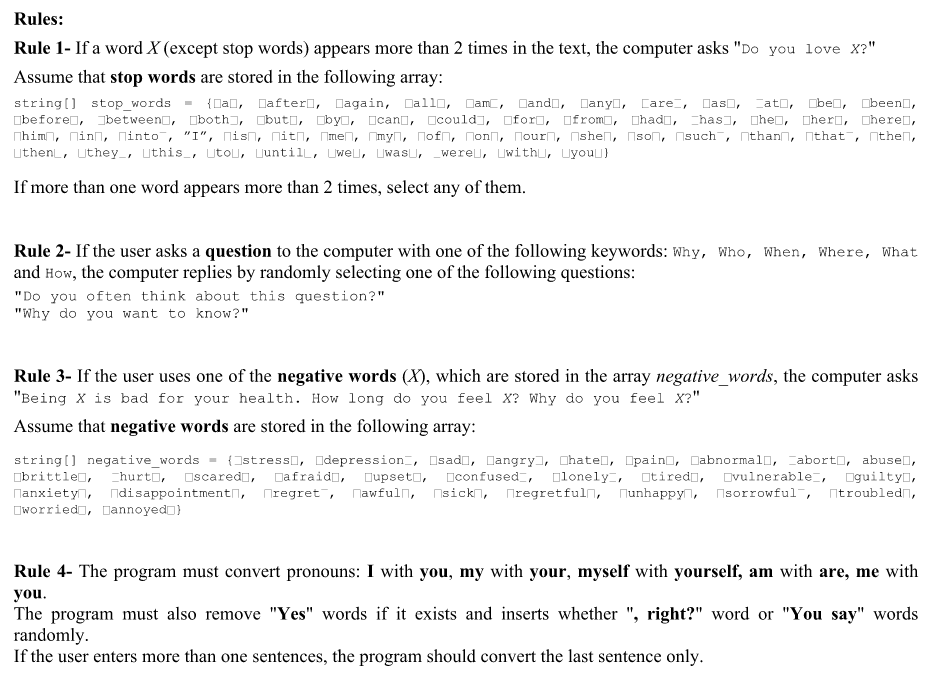 Rules:
Rule 1- If a word X (except stop words) appears more than 2 times in the text, the computer asks "Do you love X?"
Assume that stop words are stored in the following array:
string[] stop_words = {□a□, □after□, □again, □all□, □am□, □and□, □any□, □are□, □as□, □at□, □be□, □been□,
□before□, □between□, □both□, □but□, □by□, □can□, □could□, □for□, □from□, □had□, □has□, □he□, □her□, □here□,
□him□, □in□, □into□, ”I”, □is□, □it□, □me□, □my□, □of□, □on□, □our□, □she□, □so□, □such□, □than□, □that□, □the□,
□then□, □they□, □this□, □to□, □until□, □we□, □was□, □were□, □with□, □you□}
If more than one word appears more than 2 times, select any of them.
Rule 2- If the user asks a question to the computer with one of the following keywords: Why, Who, When, Where, What
and How, the computer replies by randomly selecting one of the following questions:
"Do you often think about this question?"
"Why do you want to know?"
Rule 3- If the user uses one of the negative words (X), which are stored in the array negative_words, the computer asks
"Being X is bad for your health. How long do you feel X? Why do you feel X?"
Assume that negative words are stored in the following array:
string[] negative_words = {□stress□, □depression□, □sad□, □angry□, □hate□, □pain□, □abnormal□, □abort□, abuse□,
□brittle□, □hurt□, □scared□, □afraid□, □upset□, □confused□, □lonely□, □tired□, □vulnerable□, □guilty□,
□anxiety□, □disappointment□, □regret□, □awful□, □sick□, □regretful□, □unhappy□, □sorrowful□, □troubled□,
□worried□, □annoyed□}
Rule 4- The program must convert pronouns: I with you, my with your, myself with yourself, am with are, me with
you.
The program must also remove "Yes" words if it exists and inserts whether ", right?" word or "You say" words
randomly.
If the user enters more than one sentences, the program should convert the last sentence only.